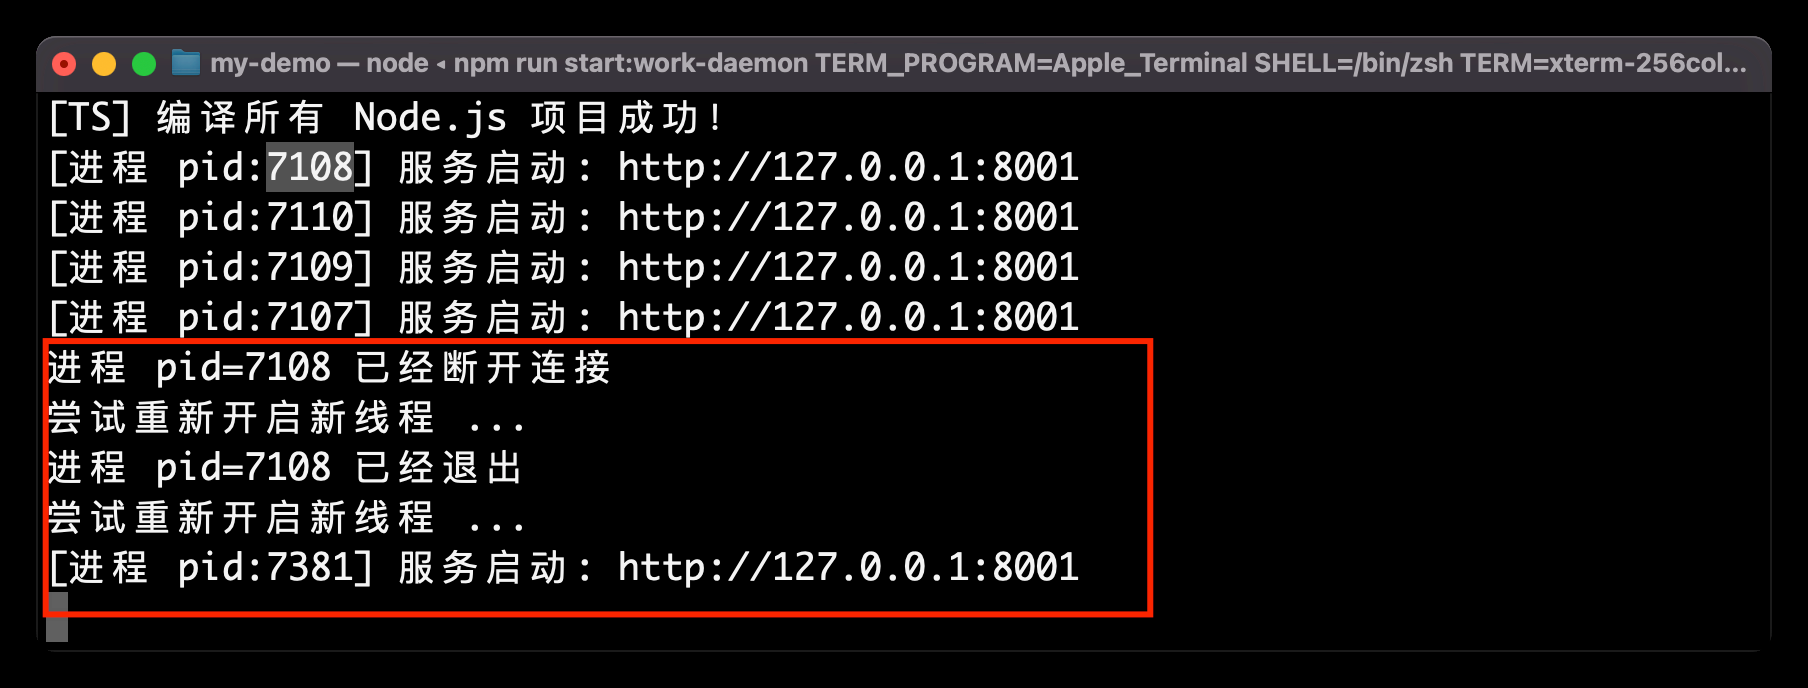 my-demo — node ◂ npm run start:work-daemon TERM_PROGRAM=Apple_Terminal SHELL=/bin/zsh TERM=xterm-256col...
[TS] 编译所有 Node.js 项目成功!
[进程 pid:7108] 服务启动: http://127.0.0.1:8001
[进程 pid:7110] 服务启动: http://127.0.0.1:8001
[进程 pid:7109] 服务启动: http://127.0.0.1:8001
[进程 pid:7107] 服务启动: http://127.0.0.1:8001
进程 pid=7108 已经断开连接
尝试重新开启新线程 ...
进程 pid=7108 已经退出
尝试重新开启新线程 ...
[进程 pid:7381] 服务启动: http://127.0.0.1:8001